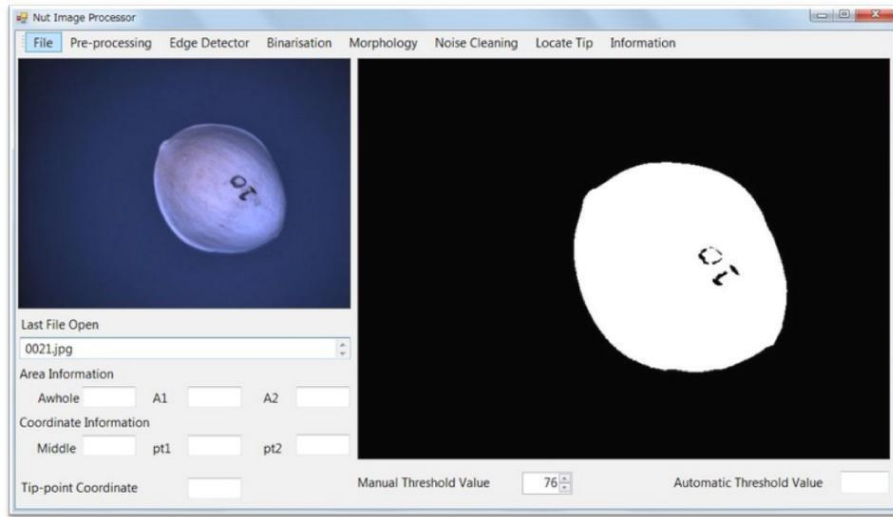 Nut Image Processor
File Pre-processing Edge Detector Binarisation Morphology Noise Cleaning Locate Tip Information
20
Last File Open
0021.jpg
Area Information
Awhole A1 A2
Coordinate Information
Middle pt1 pt2
Tip-point Coordinate
Manual Threshold Value 76
Automatic Threshold Value